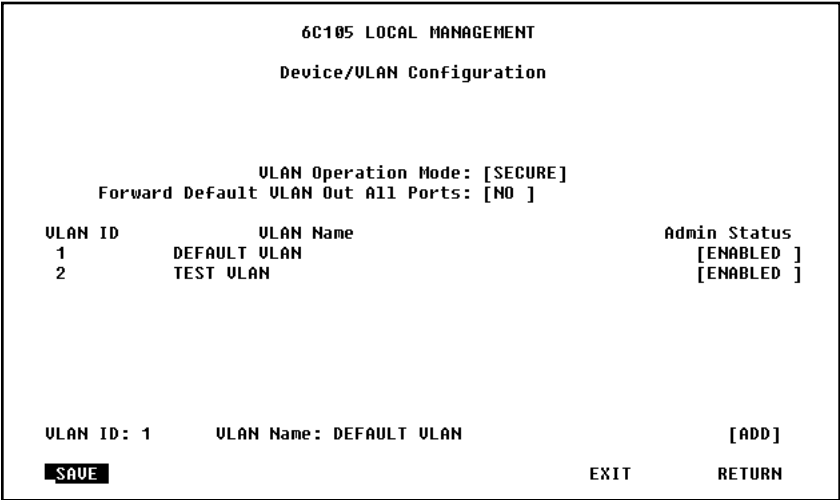 6C105 LOCAL MANAGEMENT
Device/VLAN Configuration
VLAN Operation Mode: [SECURE]
Forward Default VLAN Out All Ports: [NO ]
VLAN ID VLAN Name Admin Status
1 DEFAULT VLAN [ENABLED ]
2 TEST VLAN [ENABLED ]
VLAN ID: 1 VLAN Name: DEFAULT VLAN [ADD]
SAVE EXIT RETURN